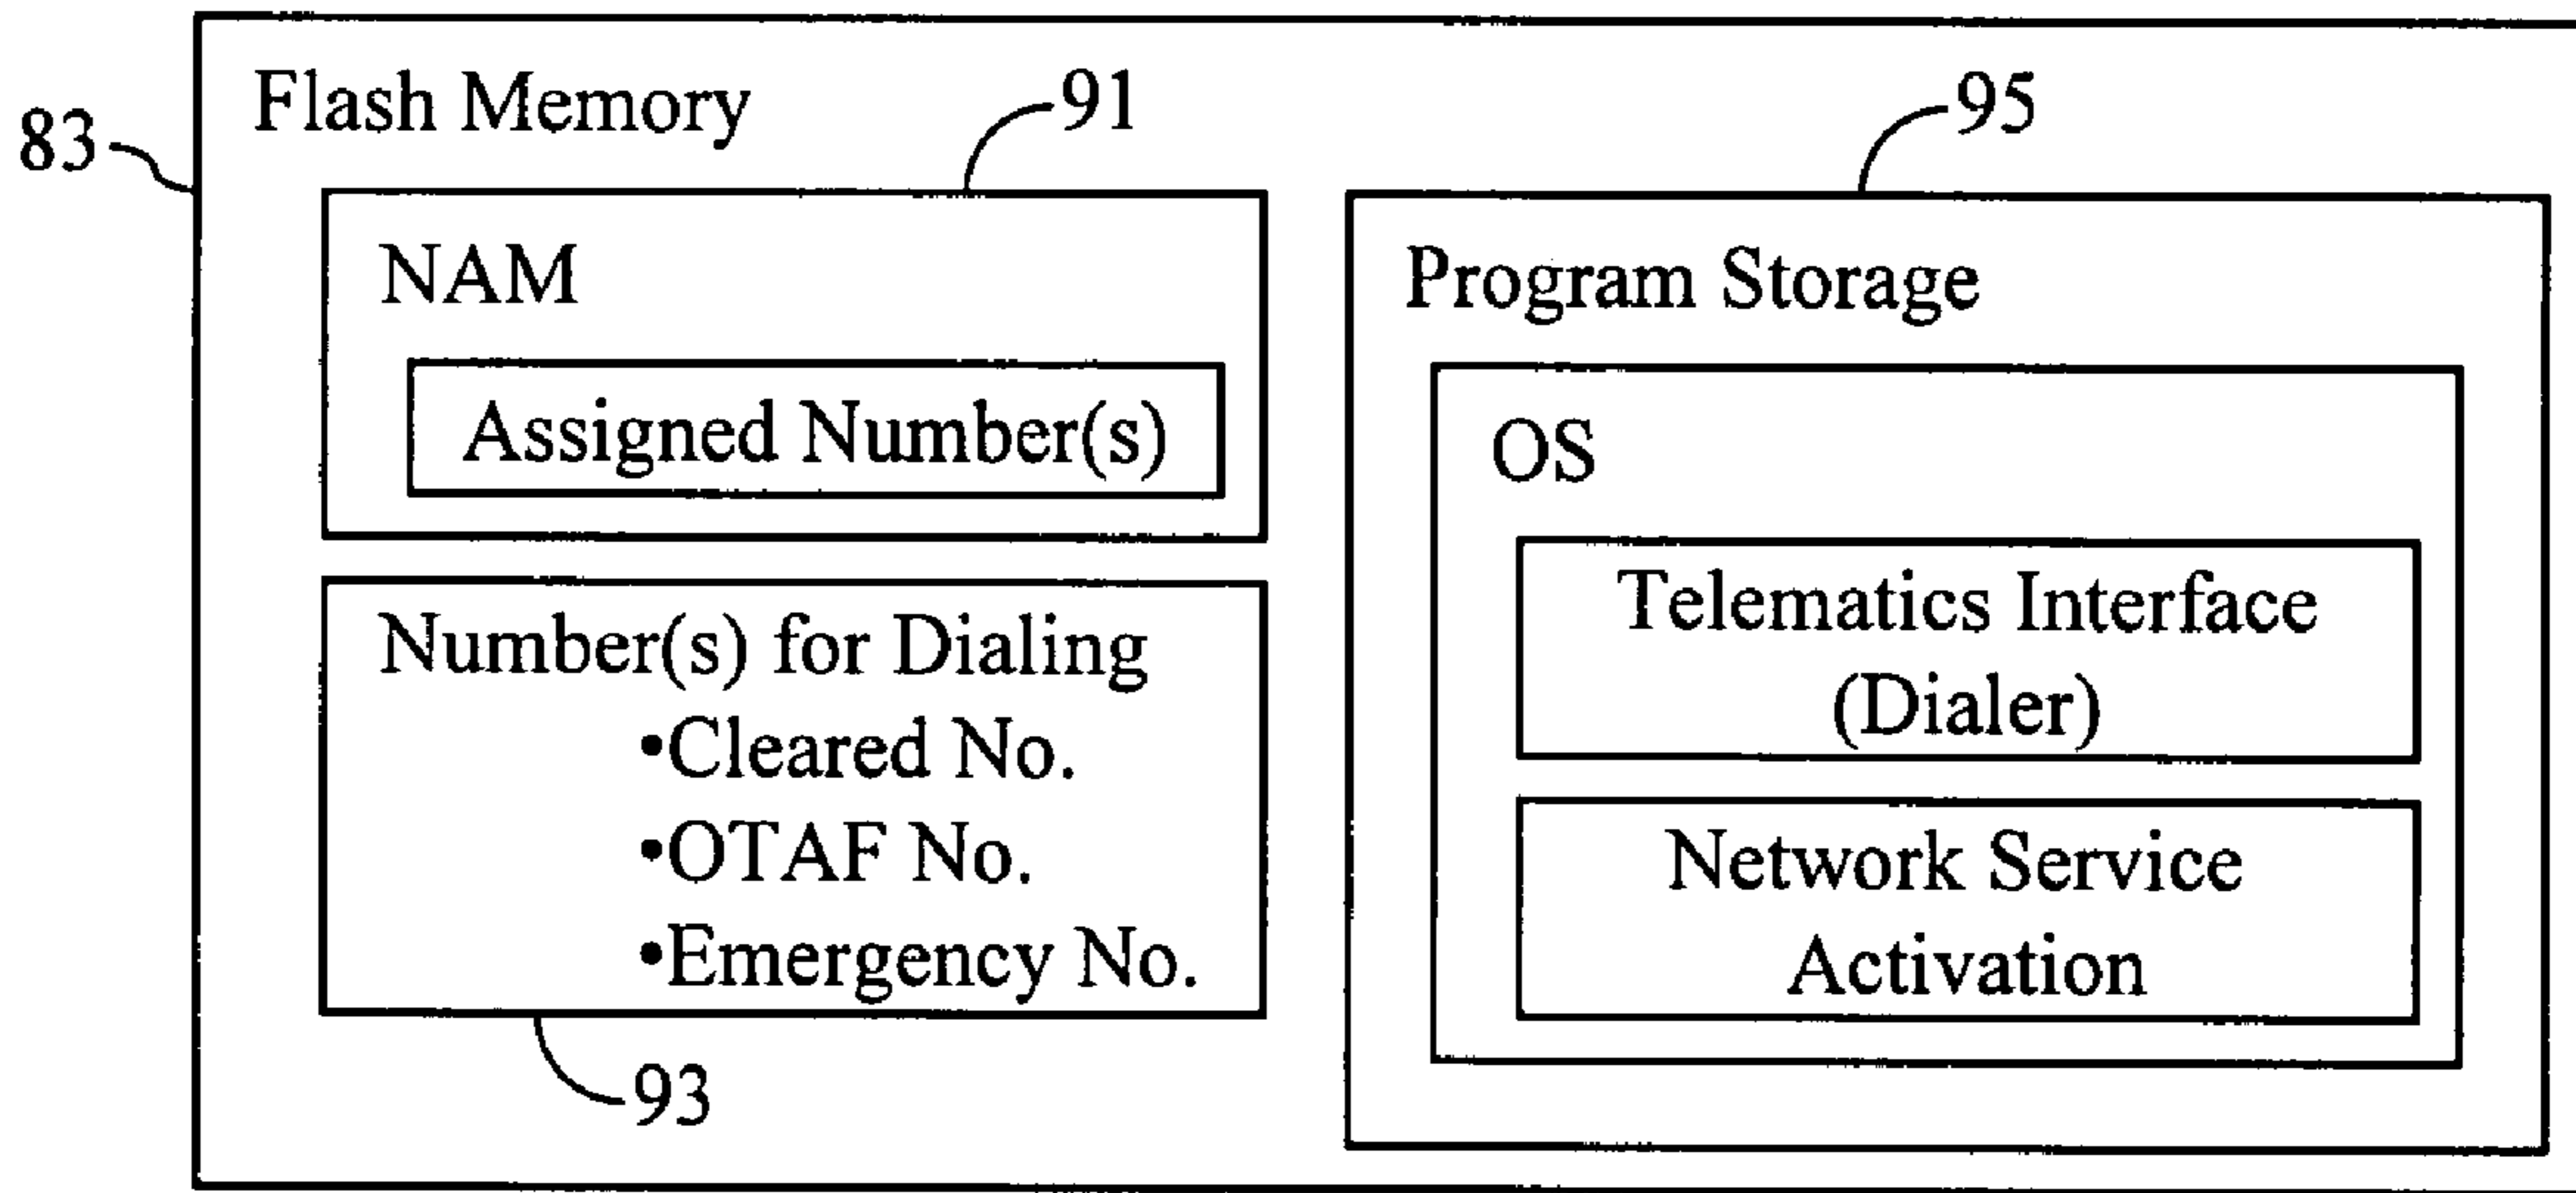 83
Flash Memory
91
NAM
Assigned Number(s)
Number(s) for Dialing
•Cleared No.
•OTAF No.
•Emergency No.
93
95
Program Storage
OS
Telematics Interface
(Dialer)
Network Service
Activation